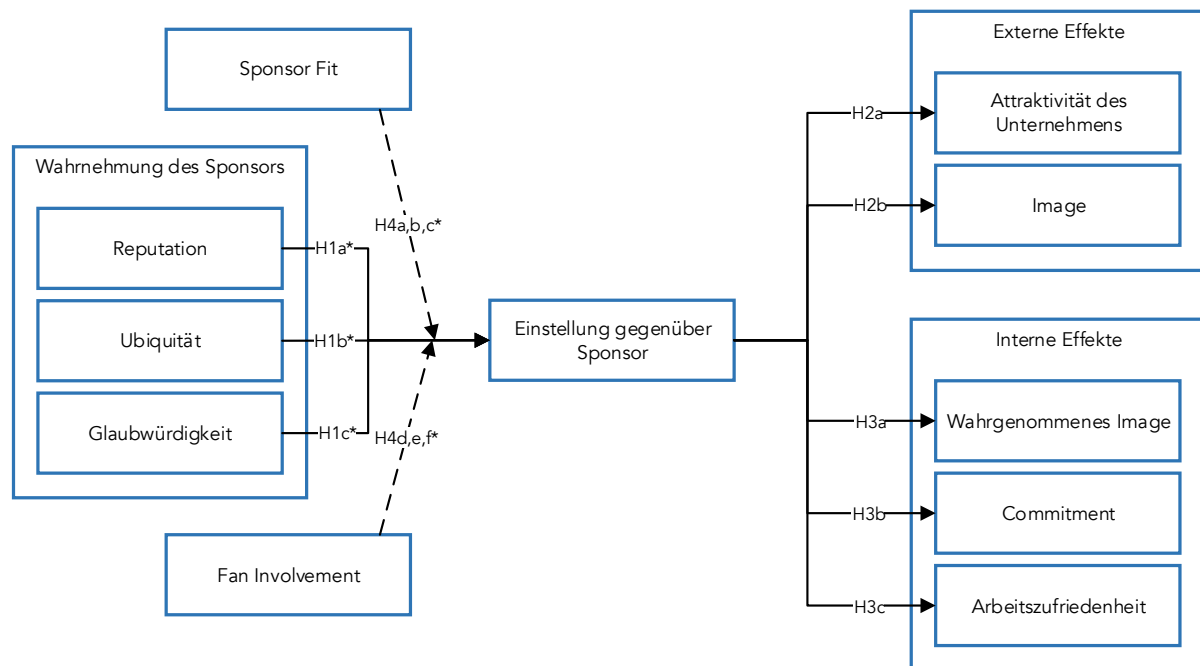 Sponsor Fit
Wahrnehmung des Sponsors
Reputation
Ubiquität
Glaubwürdigkeit
Fan Involvement
H1a*
H1b*
H1c*
H4a,b,c*
H4d,e,f*
Einstellung gegenüber
Sponsor
H2a
H2b
H3a
H3b
H3c
Externe Effekte
Attraktivität des
Unternehmens
Image
Interne Effekte
Wahrgenommenes Image
Commitment
Arbeitszufriedenheit